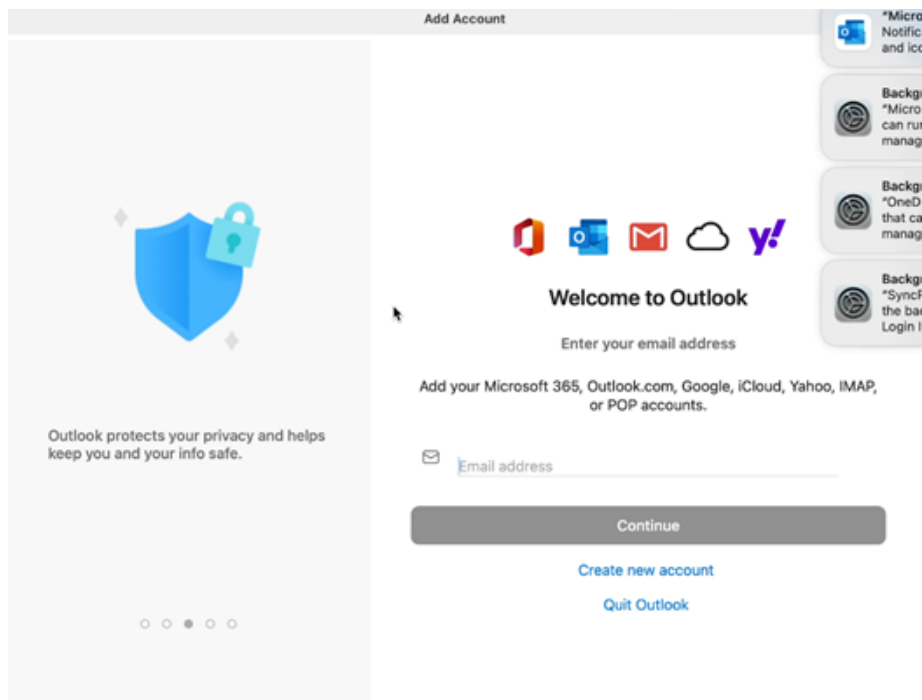 Add Account
"Micro
Notific
and ico
Backgr
"Micro
can run
manag
Backgr
"OneD
that ca
manag
Backgr
"SyncF
the bac
Login I
y!
Welcome to Outlook
Enter your email address
Add your Microsoft 365, Outlook.com, Google, iCloud, Yahoo, IMAP,
or POP accounts.
Email address
Continue
Create new account
Quit Outlook
Outlook protects your privacy and helps
keep you and your info safe.